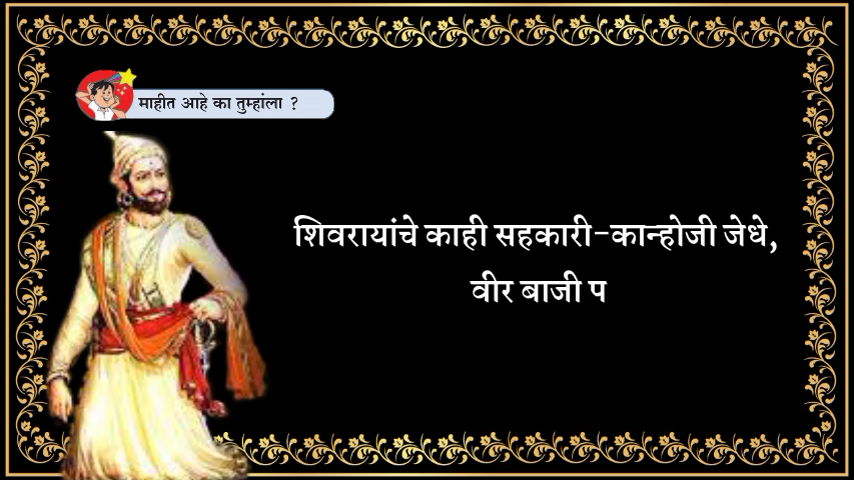 माहीत आहे का तुम्हांला ?
शिवरायांचे काही सहकारी-कान्होजी जेधे,
वीर बाजी प